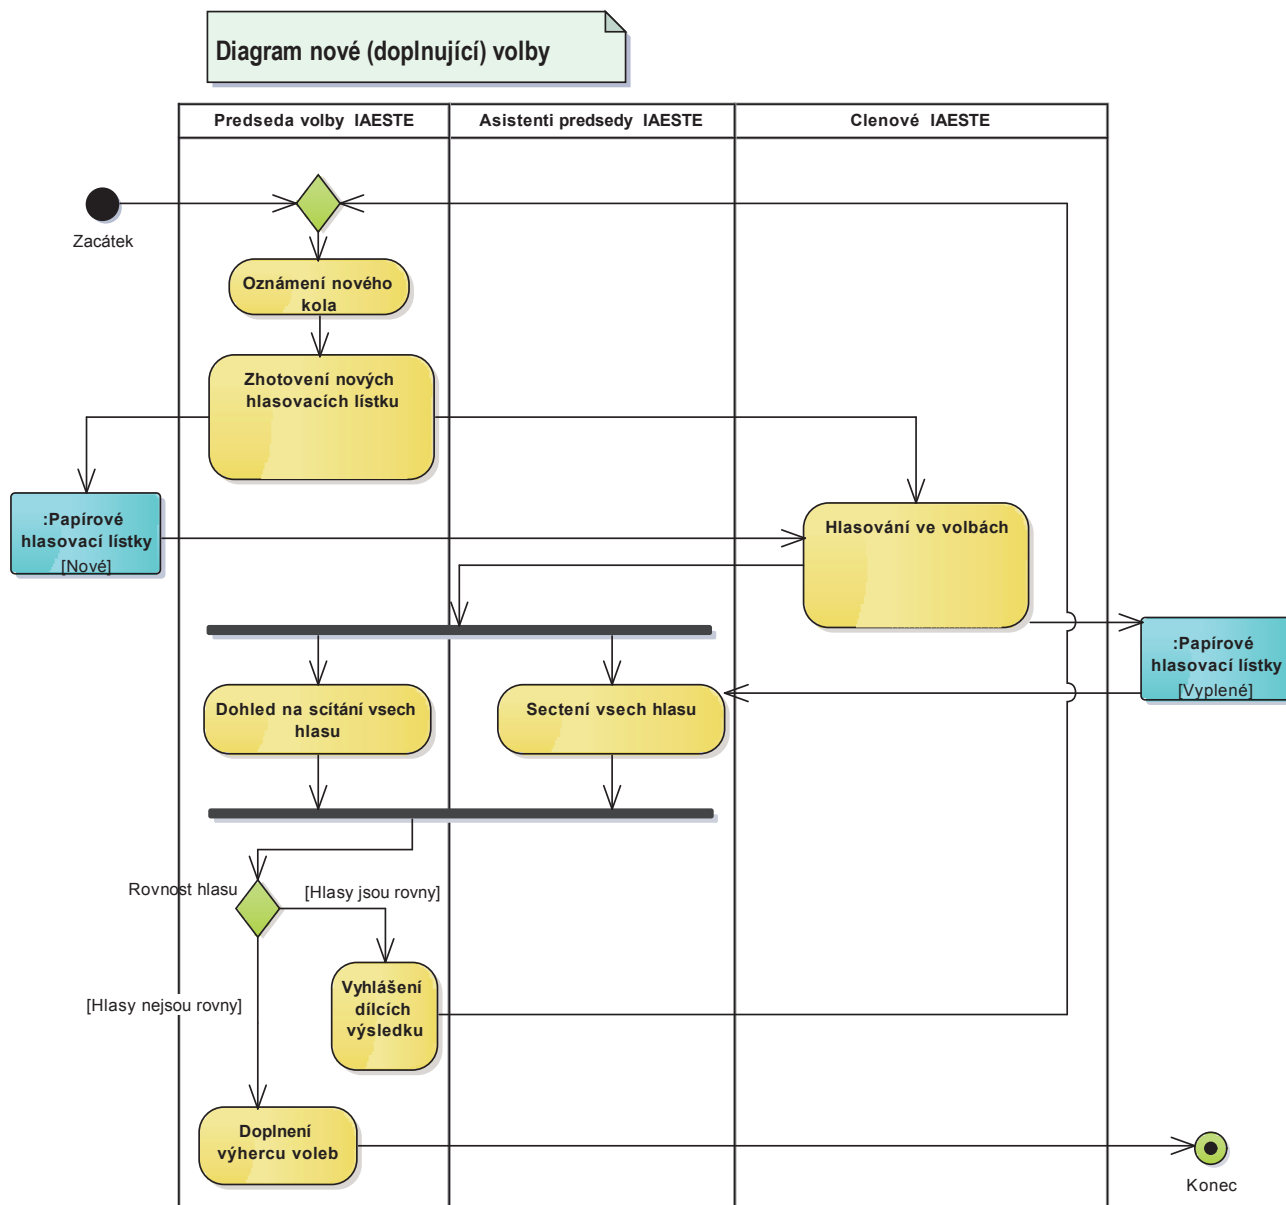 Diagram nové (doplnující) volby
Predseda volby IAESTE
Asistenti predsedy IAESTE
Clenové IAESTE
Zacátek
Oznámení nového
kola
Zhotovení nových
hlasovacích lístku
:Papírové
hlasovací lístky
[Nové]
Hlasování ve volbách
:Papírové
hlasovací lístky
[Vyplené]
Dohled na scítání vsech
hlasu
Sectení vsech hlasu
Rovnost hlasu
[Hlasy jsou rovny]
[Hlasy nejsou rovny]
Vyhlášení
dílcích
výsledku
Doplnení
výhercu voleb
Konec